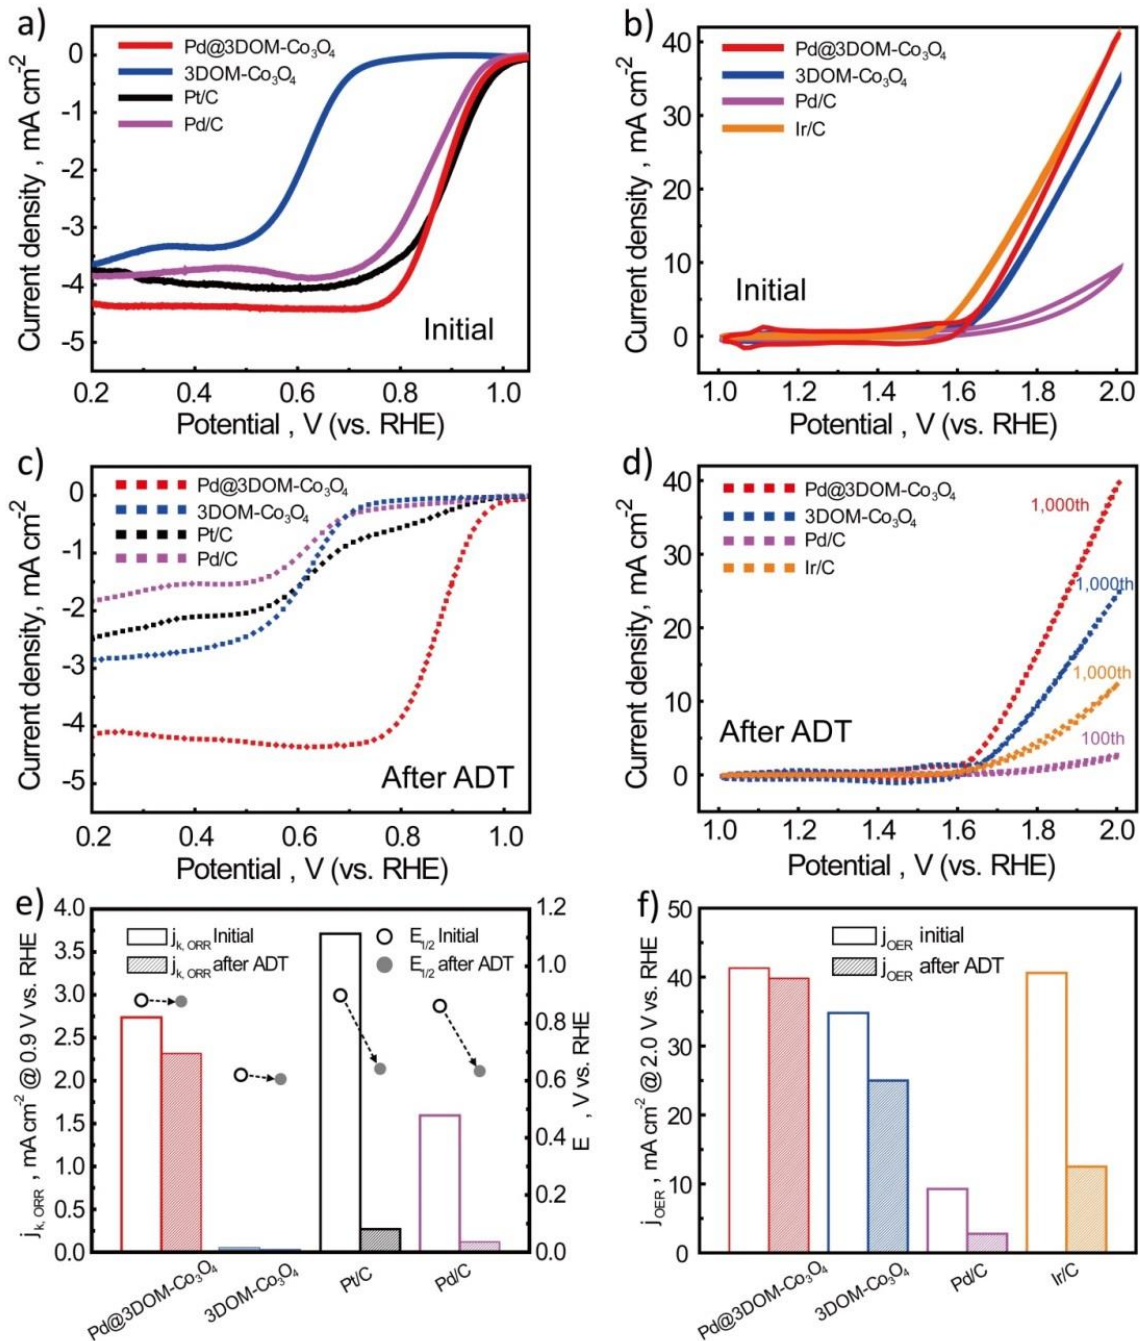 a)
Pd@3DOM-Co₃O₄
3DOM-Co₃O₄
Pt/C
Pd/C
Initial
0
-1
-2
-3
-4
-5
Current density , mA cm⁻²
0.2 0.4 0.6 0.8 1.0
Potential , V (vs. RHE)
b)
Pd@3DOM-Co₃O₄
3DOM-Co₃O₄
Pd/C
Ir/C
Initial
40
30
20
10
0
Current density , mA cm⁻²
1.0 1.2 1.4 1.6 1.8 2.0
Potential , V (vs. RHE)
c)
Pd@3DOM-Co₃O₄
3DOM-Co₃O₄
Pt/C
Pd/C
After ADT
0
-1
-2
-3
-4
-5
Current density, mA cm⁻²
0.2 0.4 0.6 0.8 1.0
Potential , V (vs. RHE)
d)
Pd@3DOM-Co₃O₄
3DOM-Co₃O₄
Pd/C
Ir/C
1,000th
1,000th
1,000th
100th
After ADT
40
30
20
10
0
Current density, mA cm⁻²
1.0 1.2 1.4 1.6 1.8 2.0
Potential , V (vs. RHE)
e)
j k, ORR Initial
j k, ORR after ADT
E1/2 Initial
E1/2 after ADT
4.0
3.5
3.0
2.5
2.0
1.5
1.0
0.5
0.0
j k, ORR , mA cm⁻² @ 0.9 V vs. RHE
1.2
1.0
0.8
0.6
0.4
0.2
0.0
E , V vs. RHE
Pd@3DOM-Co₃O₄
3DOM-Co₃O₄
Pt/C
Pd/C
f)
j OER initial
j OER after ADT
50
40
30
20
10
0
j OER , mA cm⁻² @ 2.0 V vs. RHE
Pd@3DOM-Co₃O₄
3DOM-Co₃O₄
Pd/C
Ir/C